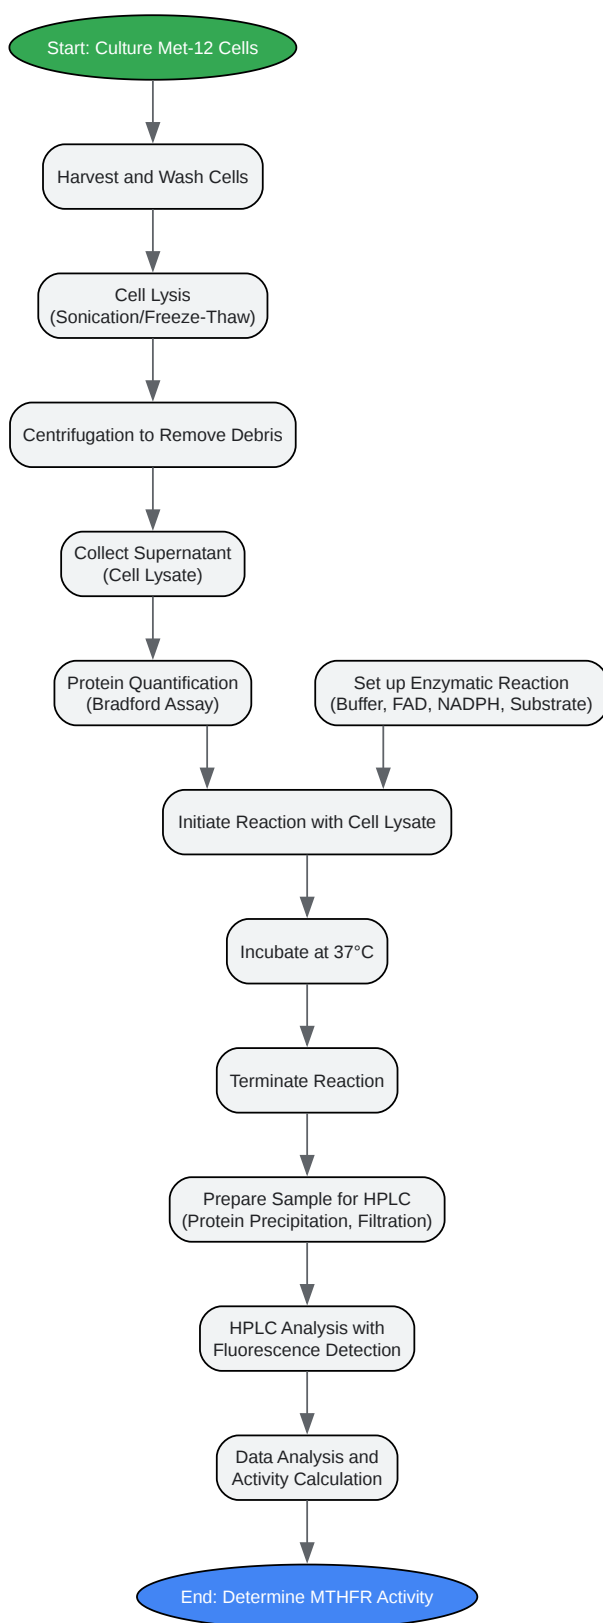 Start: Culture Met-12 Cells
Harvest and Wash Cells
Cell Lysis
(Sonication/Freeze-Thaw)
Centrifugation to Remove Debris
Collect Supernatant
(Cell Lysate)
Protein Quantification
(Bradford Assay)
Set up Enzymatic Reaction
(Buffer, FAD, NADPH, Substrate)
Initiate Reaction with Cell Lysate
Incubate at 37°C
Terminate Reaction
Prepare Sample for HPLC
(Protein Precipitation, Filtration)
HPLC Analysis with
Fluorescence Detection
Data Analysis and
Activity Calculation
End: Determine MTHFR Activity